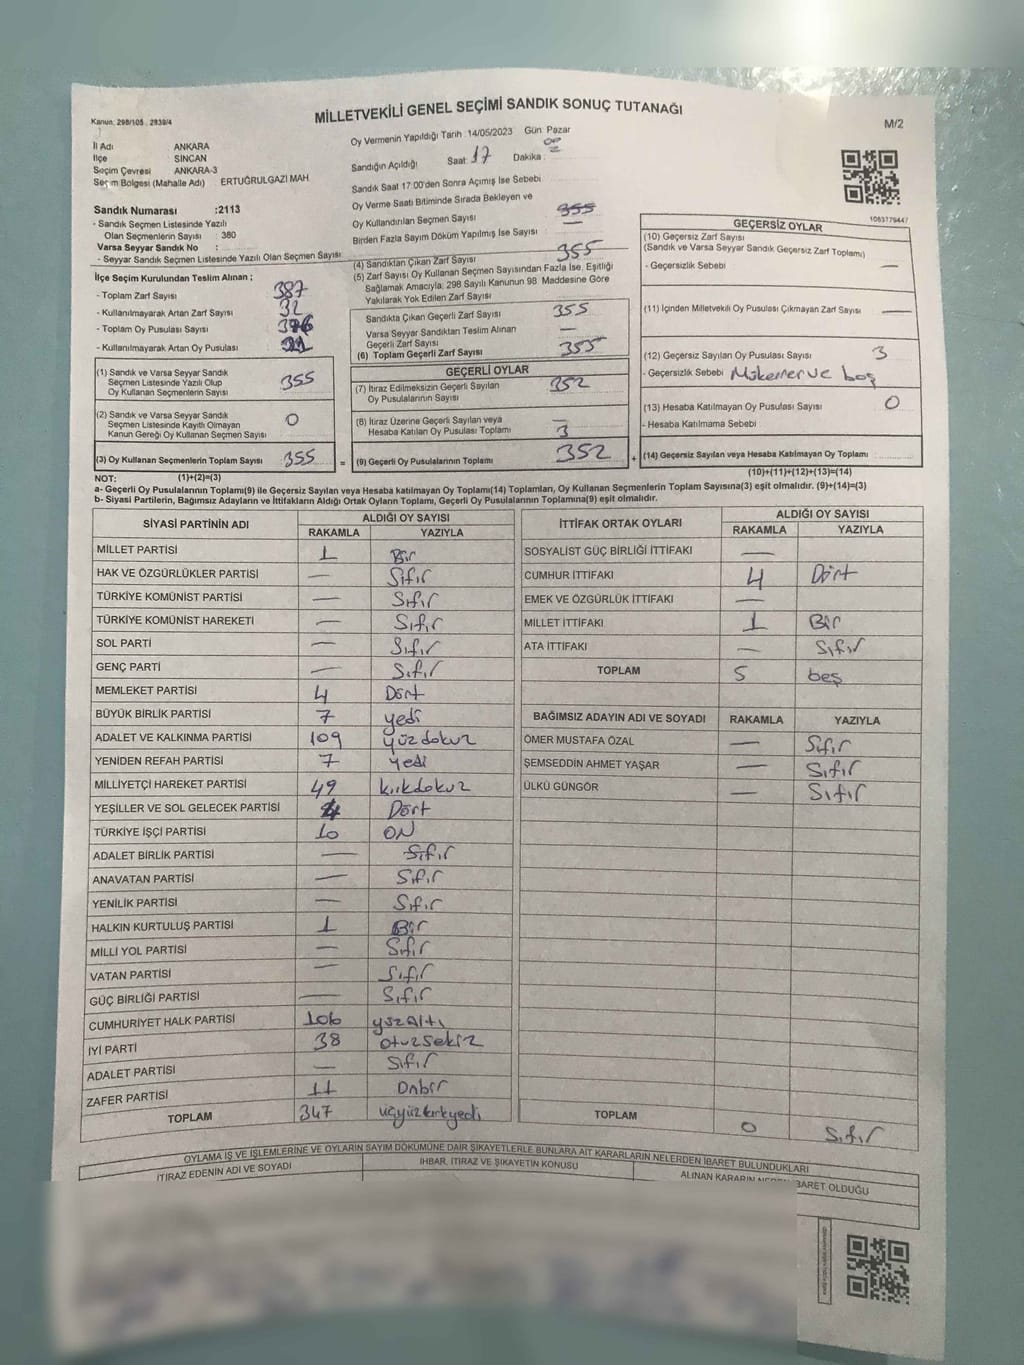 MİLLETVEKİLİ GENEL SEÇİMİ SANDIK SONUÇ TUTANAĞI
Kanun: 298/105 , 2839/4
M/2
İl Adı ANKARA
İlçe SİNCAN
Seçim Çevresi ANKARA-3
Seçim Bölgesi (Mahalle Adı) ERTUĞRULGAZİ MAH
Sandık Numarası :2113
- Sandık Seçmen Listesinde Yazılı
Olan Seçmenlerin Sayısı : 380
Varsa Seyyar Sandık No :
- Seyyar Sandık Seçmen Listesinde Yazılı Olan Seçmen Sayısı:
İlçe Seçim Kurulundan Teslim Alınan ;
- Toplam Zarf Sayısı 387
- Kullanılmayarak Artan Zarf Sayısı 32
- Toplam Oy Pusulası Sayısı
- Kullanılmayarak Artan Oy Pusulası
(1) Sandık ve Varsa Seyyar Sandık
Seçmen Listesinde Yazılı Olup
Oy Kullanan Seçmenlerin Sayısı 355
(2) Sandık ve Varsa Seyyar Sandık
Seçmen Listesinde Kayıtlı Olmayan
Kanun Gereği Oy Kullanan Seçmen Sayısı 0
(3) Oy Kullanan Seçmenlerin Toplam Sayısı 355 =
Oy Vermenin Yapıldığı Tarih : 14/05/2023 Gün: Pazar
Sandığın Açıldığı Saat: 17 Dakika : 00
Sandık Saat 17:00'den Sonra Açımış İse Sebebi
Oy Verme Saati Bitiminde Sırada Bekleyen ve
Oy Kullandırılan Seçmen Sayısı 355 —
Birden Fazla Sayım Döküm Yapılmış İse Sayısı :
(4) Sandıktan Çıkan Zarf Sayısı 355
(5) Zarf Sayısı Oy Kullanan Seçmen Sayısından Fazla İse, Eşitliği
Sağlamak Amacıyla; 298 Sayılı Kanunun 98. Maddesine Göre
Yakılarak Yok Edilen Zarf Sayısı
Sandıkta Çıkan Geçerli Zarf Sayısı 355
Varsa Seyyar Sandıktan Teslim Alınan
Geçerli Zarf Sayısı —
(6) Toplam Geçerli Zarf Sayısı 355
GEÇERLİ OYLAR
(7) İtiraz Edilmeksizin Geçerli Sayılan
Oy Pusulalarının Sayısı 352
(8) İtiraz Üzerine Geçerli Sayılan veya
Hesaba Katılan Oy Pusulası Toplamı — 3
(9) Geçerli Oy Pusulalarının Toplamı 352 +
1083779447
GEÇERSİZ OYLAR
(10) Geçersiz Zarf Sayısı
(Sandık ve Varsa Seyyar Sandık Geçersiz Zarf Toplamı)
- Geçersizlik Sebebi —
(11) İçinden Milletvekili Oy Pusulası Çıkmayan Zarf Sayısı —
(12) Geçersiz Sayılan Oy Pusulası Sayısı 3
- Geçersizlik Sebebi Mükerrer ve boş
(13) Hesaba Katılmayan Oy Pusulası Sayısı 0
- Hesaba Katılmama Sebebi
(14) Geçersiz Sayılan veya Hesaba Katılmayan Oy Toplamı
NOT: (1)+(2)=(3) (10)+(11)+(12)+(13)=(14)
a- Geçerli Oy Pusulalarının Toplamı(9) ile Geçersiz Sayılan veya Hesaba katılmayan Oy Toplamı(14) Toplamları, Oy Kullanan Seçmenlerin Toplam Sayısına(3) eşit olmalıdır. (9)+(14)=(3)
b- Siyasi Partilerin, Bağımsız Adayların ve İttifakların Aldığı Ortak Oyların Toplamı, Geçerli Oy Pusulalarının Toplamına(9) eşit olmalıdır.
SİYASİ PARTİNİN ADI ALDIĞI OY SAYISI
RAKAMLA YAZIYLA
MİLLET PARTİSİ 1 Bir
HAK VE ÖZGÜRLÜKLER PARTİSİ — Sıfır
TÜRKİYE KOMÜNİST PARTİSİ — Sıfır
TÜRKİYE KOMÜNİST HAREKETİ — Sıfır
SOL PARTİ — Sıfır
GENÇ PARTİ — Sıfır
MEMLEKET PARTİSİ 4 Dört
BÜYÜK BİRLİK PARTİSİ 7 yedi
ADALET VE KALKINMA PARTİSİ 109 yüzdokuz
YENİDEN REFAH PARTİSİ 7 yedi
MİLLİYETÇİ HAREKET PARTİSİ 49 kırkdokuz
YEŞİLLER VE SOL GELECEK PARTİSİ 4 Dört
TÜRKİYE İŞÇİ PARTİSİ 10 ON
ADALET BİRLİK PARTİSİ — Sıfır
ANAVATAN PARTİSİ — Sıfır
YENİLİK PARTİSİ — Sıfır
HALKIN KURTULUŞ PARTİSİ 1 Bir
MİLLİ YOL PARTİSİ — Sıfır
VATAN PARTİSİ — Sıfır
GÜÇ BİRLİĞİ PARTİSİ — Sıfır
CUMHURİYET HALK PARTİSİ 106 yüzaltı
İYİ PARTİ 38 otuzsekiz
ADALET PARTİSİ — Sıfır
ZAFER PARTİSİ 11 Onbir
TOPLAM 347 üçyüzkırkyedi
İTTİFAK ORTAK OYLARI ALDIĞI OY SAYISI
RAKAMLA YAZIYLA
SOSYALİST GÜÇ BİRLİĞİ İTTİFAKI —
CUMHUR İTTİFAKI 4 Dört
EMEK VE ÖZGÜRLÜK İTTİFAKI —
MİLLET İTTİFAKI 1 Bir
ATA İTTİFAKI — Sıfır
TOPLAM 5 beş
BAĞIMSIZ ADAYIN ADI VE SOYADI RAKAMLA YAZIYLA
ÖMER MUSTAFA ÖZAL — Sıfır
ŞEMSEDDİN AHMET YAŞAR — Sıfır
ÜLKÜ GÜNGÖR — Sıfır
TOPLAM 0 Sıfır
OYLAMA İŞ VE İŞLEMLERİNE VE OYLARIN SAYIM DÖKÜMÜNE DAİR ŞİKAYETLERLE BUNLARA AİT KARARLARIN NELERDEN İBARET BULUNDUKLARI
İTİRAZ EDENİN ADI VE SOYADI İHBAR, İTİRAZ VE ŞİKAYETİN KONUSU ALINAN KARARIN NEDEN İBARET OLDUĞU